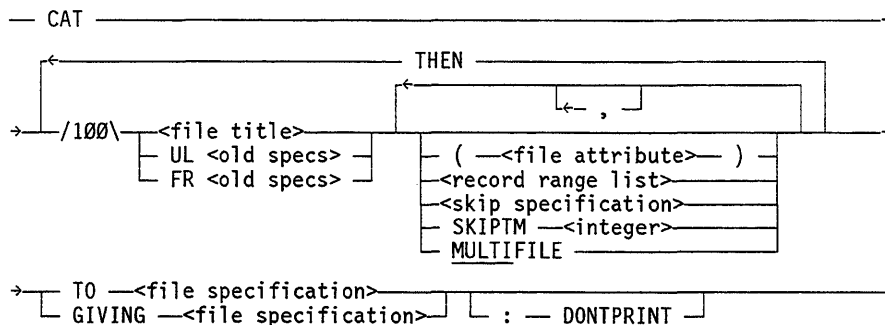 CAT
THEN
,
/100\ <file title>
UL <old specs>
( <file attribute> )
FR <old specs>
<record range list>
<skip specification>
SKIPTM <integer>
MULTIFILE
TO <file specification>
GIVING <file specification> : DONTPRINT